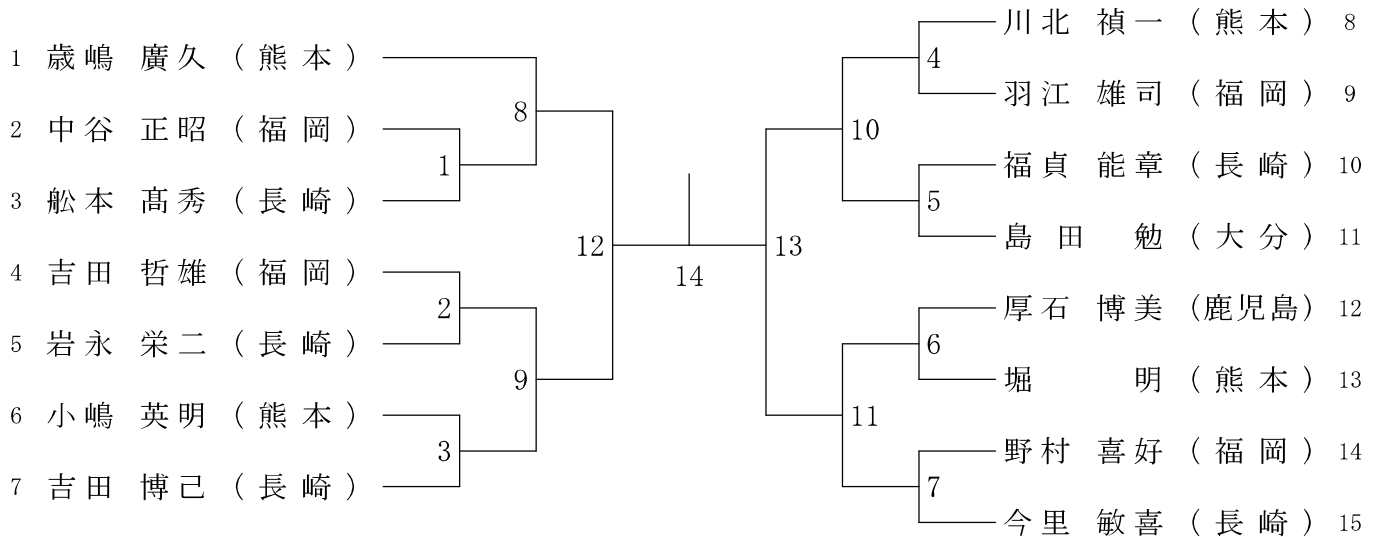 1 歳嶋 廣久 (熊本)
2 中谷 正昭 (福岡)
3 舩本 髙秀 (長崎)
4 吉田 哲雄 (福岡)
5 岩永 栄二 (長崎)
6 小嶋 英明 (熊本)
7 吉田 博己 (長崎)
8
1
2
9
3
12
14
13
10
4
5
11
6
7
川北 禎一 (熊本) 8
羽江 雄司 (福岡) 9
福貞 能章 (長崎) 10
島田 勉 (大分) 11
厚石 博美 (鹿児島) 12
堀 明 (熊本) 13
野村 喜好 (福岡) 14
今里 敏喜 (長崎) 15